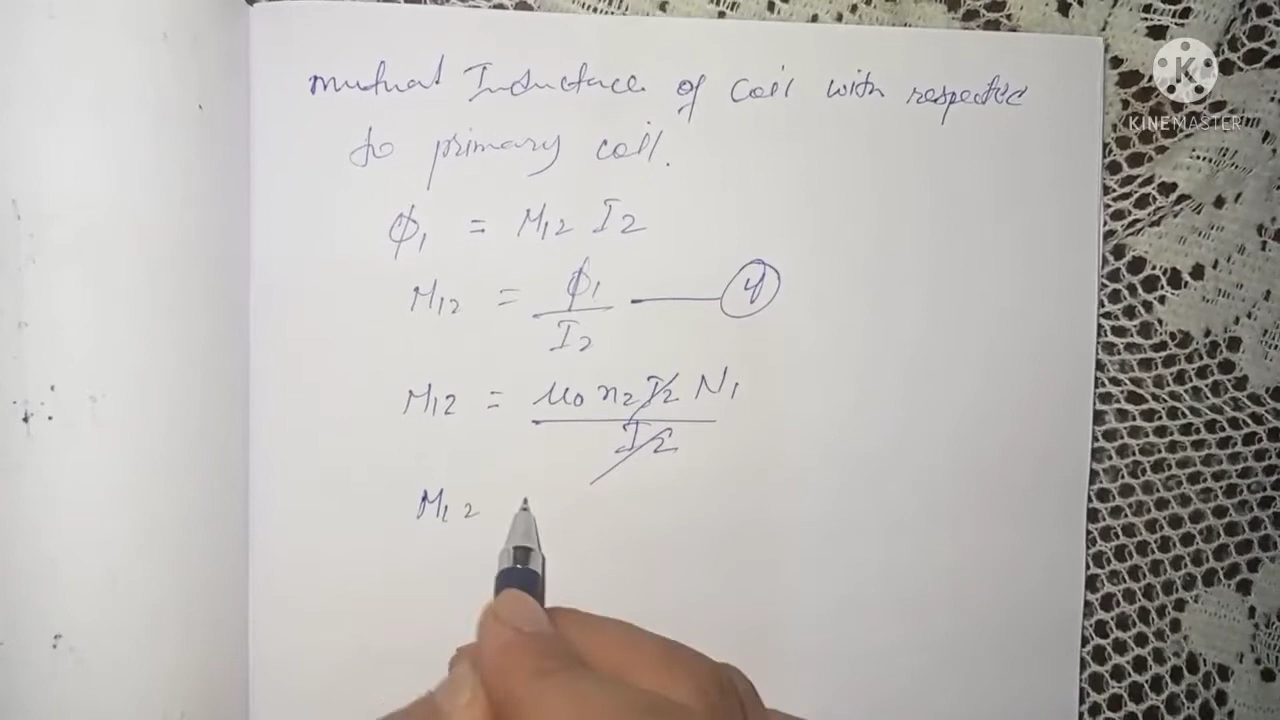 mutual Inductace of Coil with respectic
to primary coil.
KINEMASTER
ϕ₁ = M₁₂ I₂
M₁₂ = ϕ₁ / I₂ —— (4)
M₁₂ = μ₀ n₂ I₂ N₁ / I₂
M₁₂